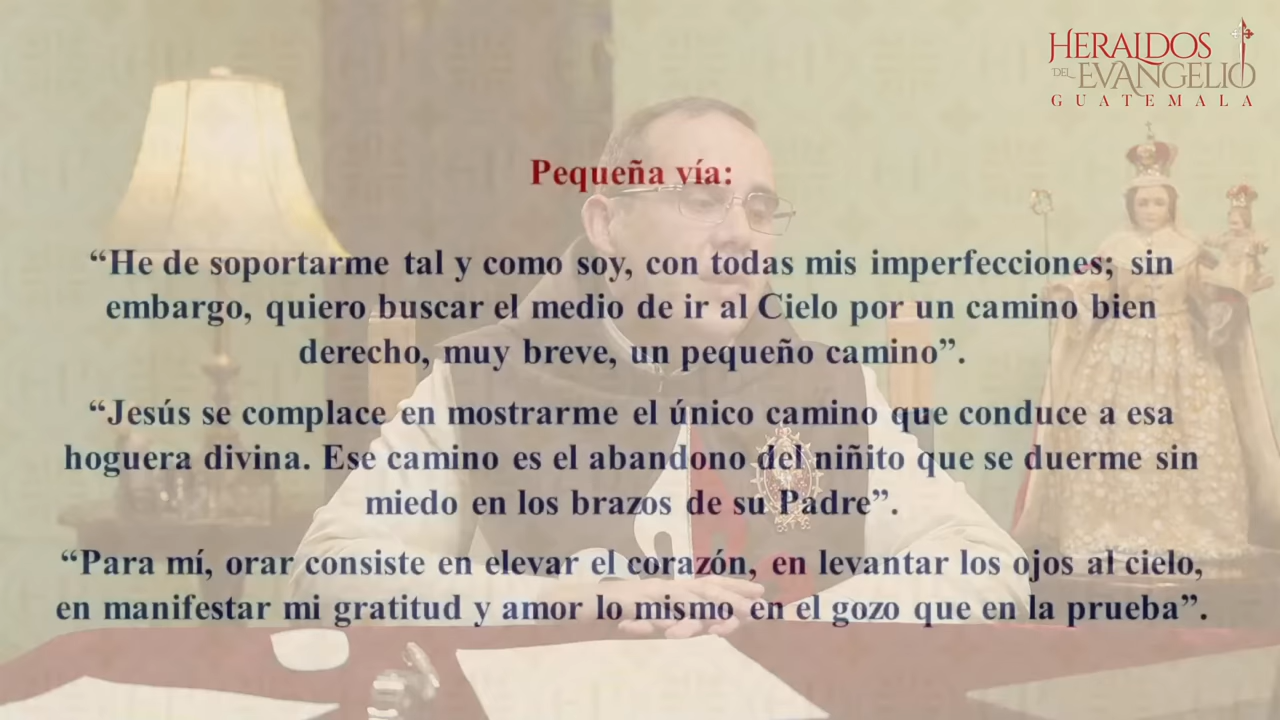 HERALDOS
DEL EVANGELIO
GUATEMALA
Pequeña vía:
“He de soportarme tal y como soy, con todas mis imperfecciones; sin
embargo, quiero buscar el medio de ir al Cielo por un camino bien
derecho, muy breve, un pequeño camino”.
“Jesús se complace en mostrarme el único camino que conduce a esa
hoguera divina. Ese camino es el abandono del niñito que se duerme sin
miedo en los brazos de su Padre”.
“Para mí, orar consiste en elevar el corazón, en levantar los ojos al cielo,
en manifestar mi gratitud y amor lo mismo en el gozo que en la prueba”.